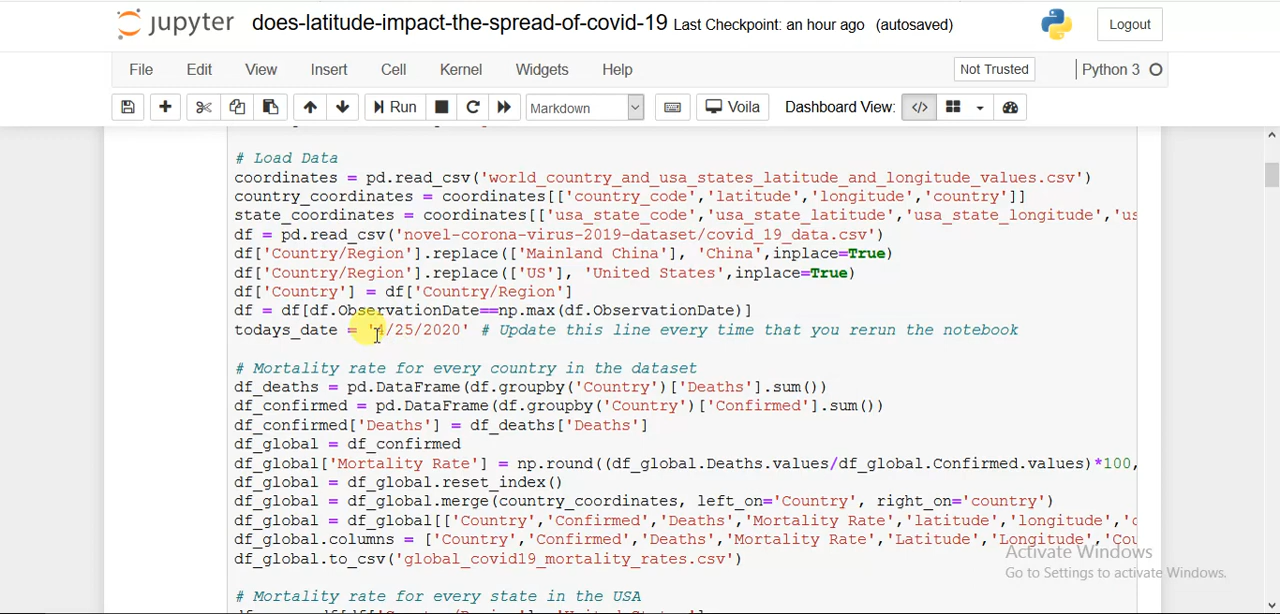 jupyter does-latitude-impact-the-spread-of-covid-19 Last Checkpoint: an hour ago (autosaved) Logout
File Edit View Insert Cell Kernel Widgets Help Not Trusted Python 3
Run Markdown Voila Dashboard View: </>
# Load Data
coordinates = pd.read_csv('world_country_and_usa_states_latitude_and_longitude_values.csv')
country_coordinates = coordinates[['country_code','latitude','longitude','country']]
state_coordinates = coordinates[['usa_state_code','usa_state_latitude','usa_state_longitude','us
df = pd.read_csv('novel-corona-virus-2019-dataset/covid_19_data.csv')
df['Country/Region'].replace(['Mainland China'], 'China',inplace=True)
df['Country/Region'].replace(['US'], 'United States',inplace=True)
df['Country'] = df['Country/Region']
df = df[df.ObservationDate==np.max(df.ObservationDate)]
todays_date = '4/25/2020' # Update this line every time that you rerun the notebook
# Mortality rate for every country in the dataset
df_deaths = pd.DataFrame(df.groupby('Country')['Deaths'].sum())
df_confirmed = pd.DataFrame(df.groupby('Country')['Confirmed'].sum())
df_confirmed['Deaths'] = df_deaths['Deaths']
df_global = df_confirmed
df_global['Mortality Rate'] = np.round((df_global.Deaths.values/df_global.Confirmed.values)*100,
df_global = df_global.reset_index()
df_global = df_global.merge(country_coordinates, left_on='Country', right_on='country')
df_global = df_global[['Country','Confirmed','Deaths','Mortality Rate','latitude','longitude','c
df_global.columns = ['Country','Confirmed','Deaths','Mortality Rate','Latitude','Longitude','Cou
df_global.to_csv('global_covid19_mortality_rates.csv')
Activate Windows
Go to Settings to activate Windows.
# Mortality rate for every state in the USA